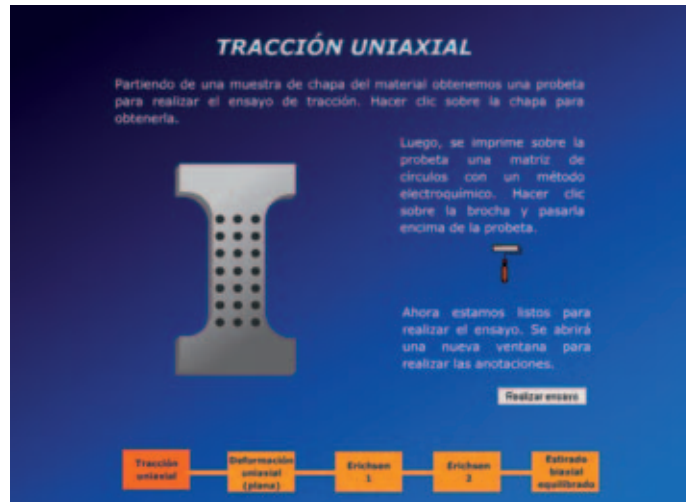 TRACCIÓN UNIAXIAL
Partiendo de una muestra de chapa del material obtenemos una probeta
para realizar el ensayo de tracción. Hacer clic sobre la chapa para
obtenerla.
Luego, se imprime sobre la
probeta una matriz de
círculos con un método
electroquímico. Hacer clic
sobre la brocha y pasarla
encima de la probeta.
Ahora estamos listos para
realizar el ensayo. Se abrirá
una nueva ventana para
realizar las anotaciones.
Realizar ensayo
Tracción
uniaxial
Deformación
uniaxial
(plana)
Erichsen
1
Erichsen
2
Estirado
biaxial
equilibrado